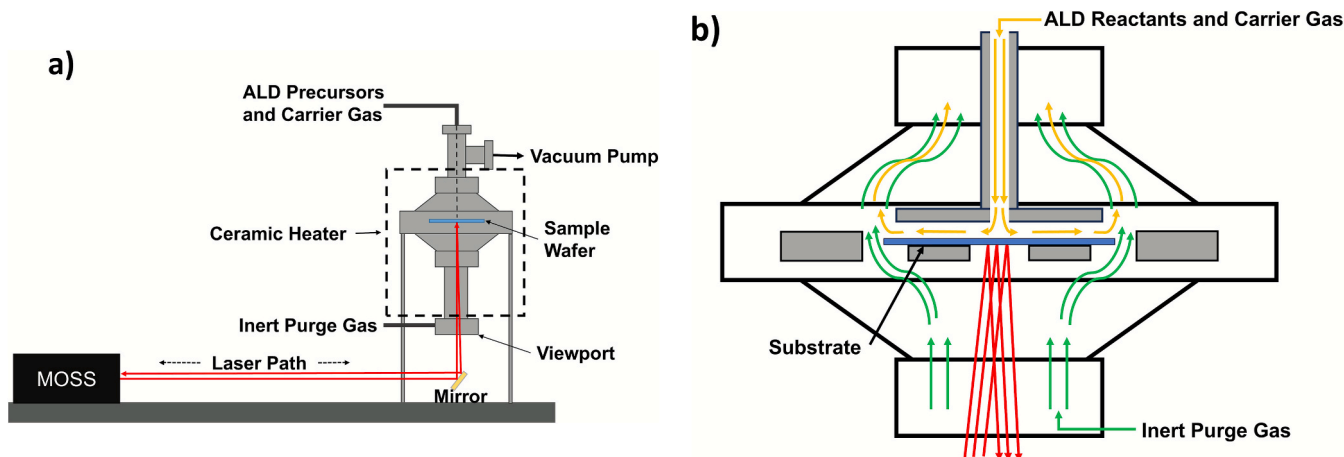 a)
ALD Precursors
and Carrier Gas
Vacuum Pump
Ceramic Heater
Sample
Wafer
Inert Purge Gas
Viewport
Laser Path
MOSS
Mirror
b)
ALD Reactants and Carrier Gas
Substrate
Inert Purge Gas